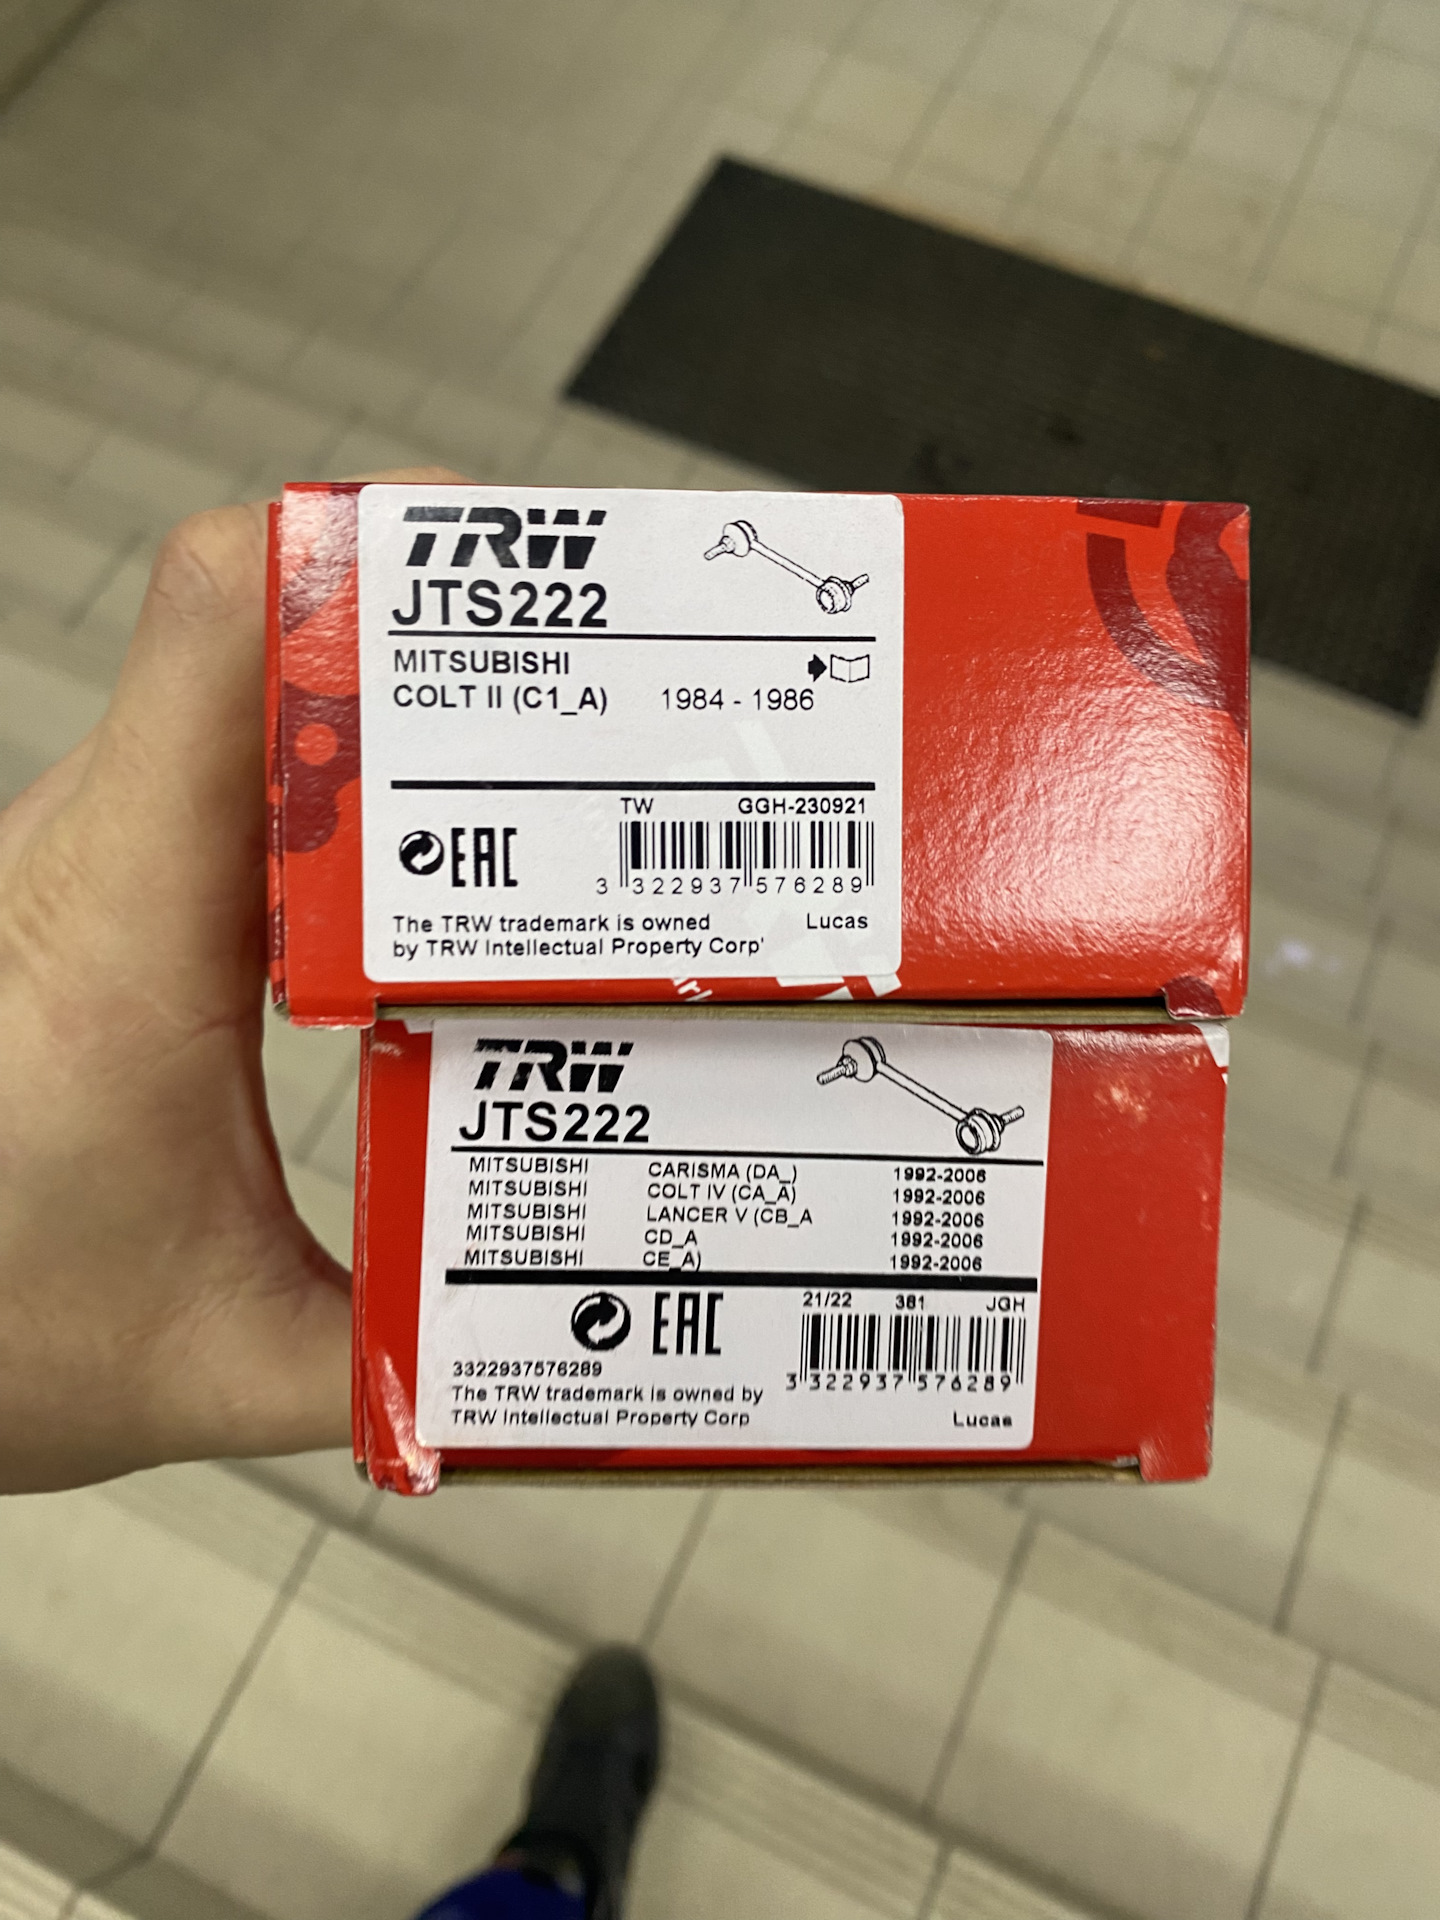 TRW
JTS222
MITSUBISHI
COLT II (C1_A) 1984 - 1986
TW GGH-230921
EAC
3 322937 576289
The TRW trademark is owned Lucas
by TRW Intellectual Property Corp'
TRW
JTS222
MITSUBISHI CARISMA (DA_) 1992-2006
MITSUBISHI COLT IV (CA_A) 1992-2006
MITSUBISHI LANCER V (CB_A 1992-2006
MITSUBISHI CD_A 1992-2006
MITSUBISHI CE_A) 1992-2006
21/22 381 JGH
EAC
3322937576289
3 322937 576289
The TRW trademark is owned by
TRW Intellectual Property Corp Lucas